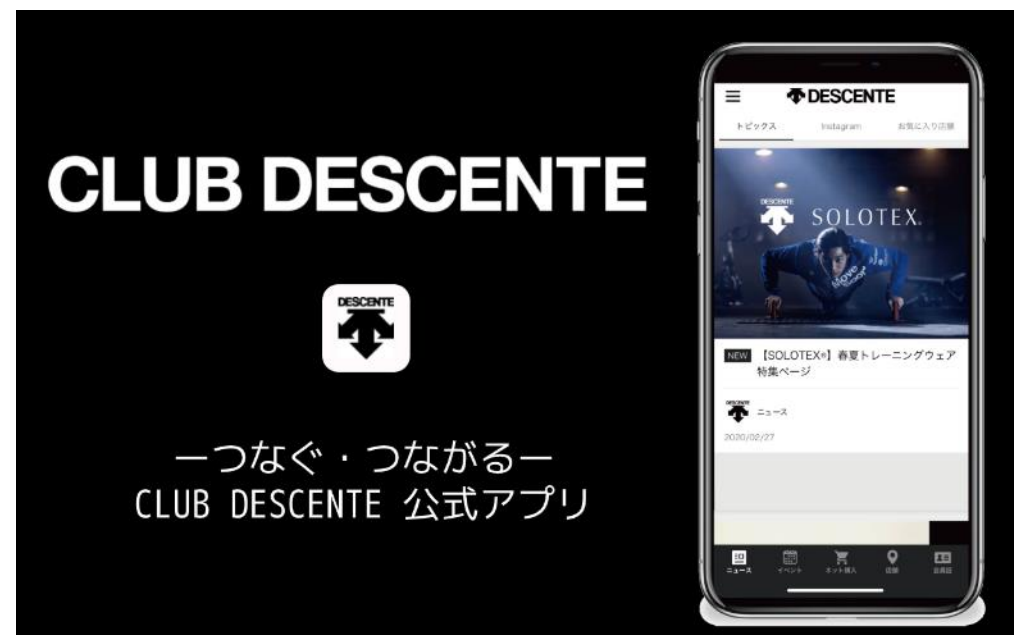 CLUB DESCENTE
DESCENTE
ーつなぐ・つながるー
CLUB DESCENTE 公式アプリ
DESCENTE
トピックス Instagram お気に入り店舗
DESCENTE
SOLOTEX®
Move
NEW 【SOLOTEX®】春夏トレーニングウェア
特集ページ
DESCENTE
ニュース
2020/02/27
ニュース イベント ネット購入 店舗 会員証